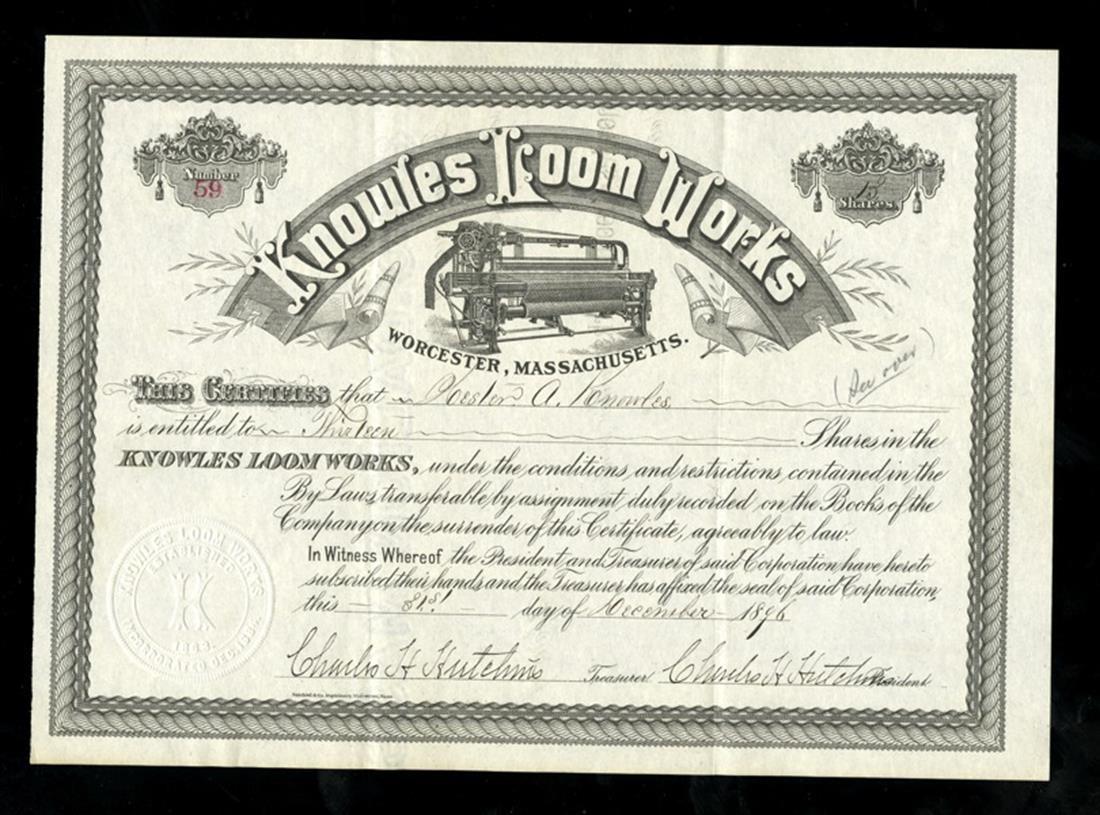 Number
59
Knowles Loom Works
Shares
WORCESTER, MASSACHUSETTS.
(See over)
THIS CERTIFIES that Hester A. Knowles
is entitled to Thirteen Shares in the
KNOWLES LOOM WORKS, under the conditions and restrictions contained in the
By Laws, transferable by assignment duly recorded on the Books of the
Company on the surrender of this Certificate, agreeably to law.
In Witness Whereof the President and Treasurer of said Corporation have hereto
subscribed their hands and the Treasurer has affixed the seal of said Corporation,
this 31st day of December 1896
KNOWLES LOOM WORKS
ESTABLISHED
K
INCORPORATED
Charles H Hutchins Treasurer Charles H Hutchins President